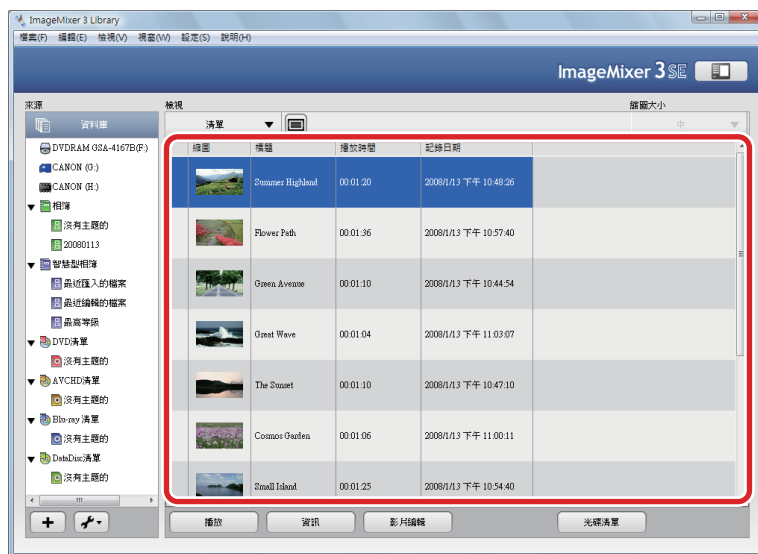 ImageMixer 3 Library
檔案(F) 編輯(E) 檢視(V) 視窗(W) 設定(S) 說明(H)
ImageMixer 3 SE
來源
資料庫
DVDRAM GSA-4167B(F:)
CANON (G:)
CANON (H:)
相簿
沒有主題的
20080113
智慧型相簿
最近匯入的檔案
最近編輯的檔案
最高等級
DVD清單
沒有主題的
AVCHD清單
沒有主題的
Blu-ray 清單
沒有主題的
DataDisc清單
沒有主題的
檢視 縮圖大小
清單 中
縮圖 標題 播放時間 記錄日期
Summer Highland 00:01:20 2008/1/13 下午 10:48:26
Flower Path 00:01:36 2008/1/13 下午 10:57:40
Green Avenue 00:01:10 2008/1/13 下午 10:44:54
Great Wave 00:01:04 2008/1/13 下午 11:03:07
The Sunset 00:01:10 2008/1/13 下午 10:47:10
Cosmos Garden 00:01:06 2008/1/13 下午 11:00:11
Small Island 00:01:25 2008/1/13 下午 10:54:40
播放 資訊 影片編輯 光碟清單